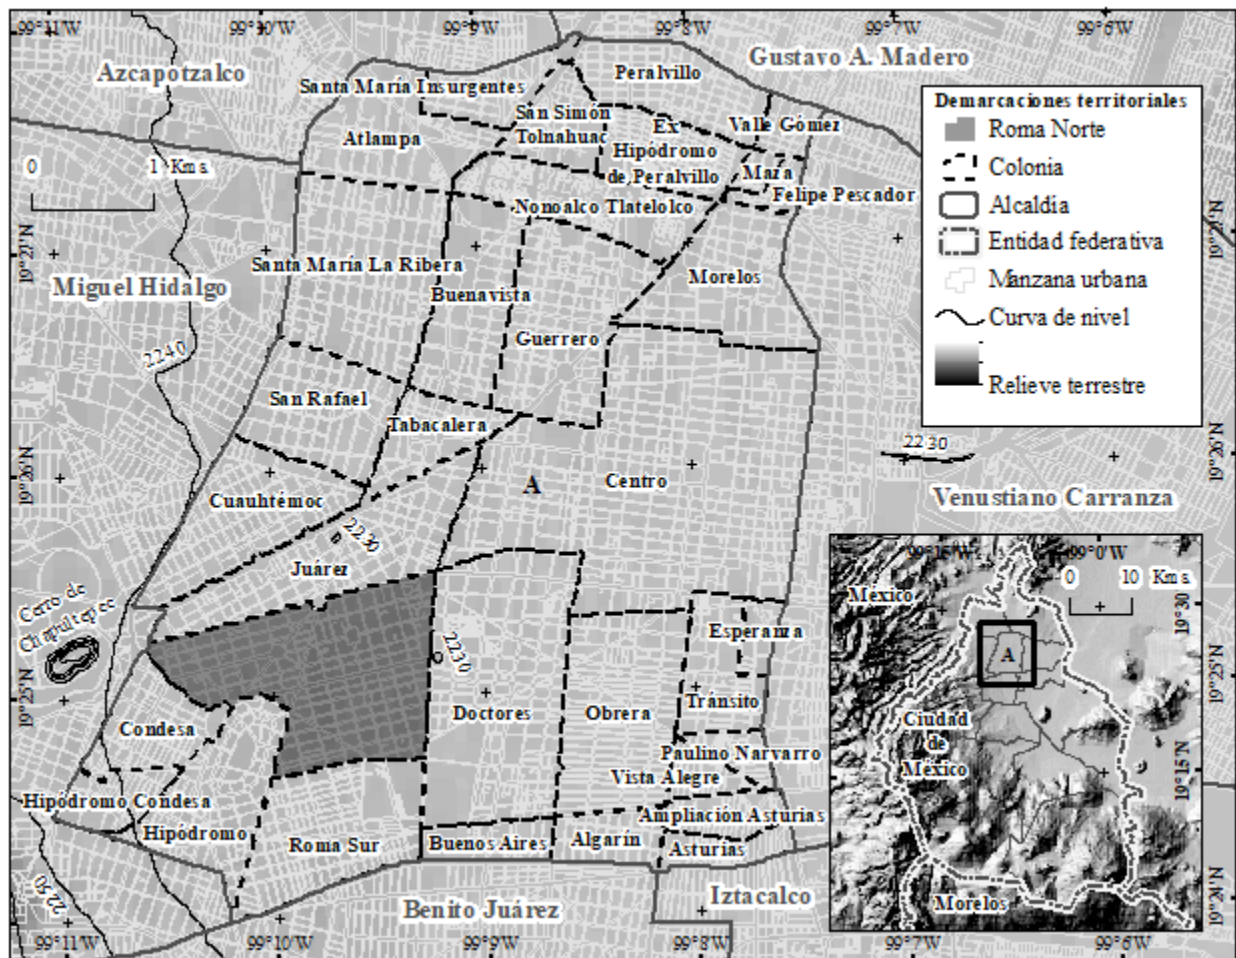 99°11'W 99°10'W 99°9'W 99°8'W 99°7'W 99°6'W
Azcapotzalco
Gustavo A. Madero
Peralvillo
Santa María Insurgentes
San Simón
Tolnahuac
Atlampa
Ex
Hipódromo
de Peralvillo
Valle Gómez
Maza
Felipe Pescador
Nonoalco Tlatelolco
0 1 Kms.
Demarcaciones territoriales
Roma Norte
Colonia
Alcaldía
Entidad federativa
Manzana urbana
Curva de nivel
Relieve terrestre
19°27'N
19°27'N
Miguel Hidalgo
Santa María La Ribera
Buenavista
Morelos
Guerrero
2240
San Rafael
Tabacalera
Centro
A
Cuauhtémoc
2230
Venustiano Carranza
19°26'N
19°26'N
2230
Juárez
Cerro de
Chapultepec
2230
Esperanza
19°25'N
Condesa
Doctores
Obrera
Tránsito
Paulino Narvarro
Vista Alegre
Hipódromo Condesa
Hipódromo
Roma Sur
Buenos Aires
Algarín
Ampliación Asturias
Asturias
2250
Benito Juárez
Iztacalco
99°11'W 99°10'W 99°9'W 99°8'W 99°7'W 99°6'W
99°15'W 99°0'W
0 10 Kms.
México
A
Ciudad
de
México
Morelos
19°30'N
19°25'N
19°15'N